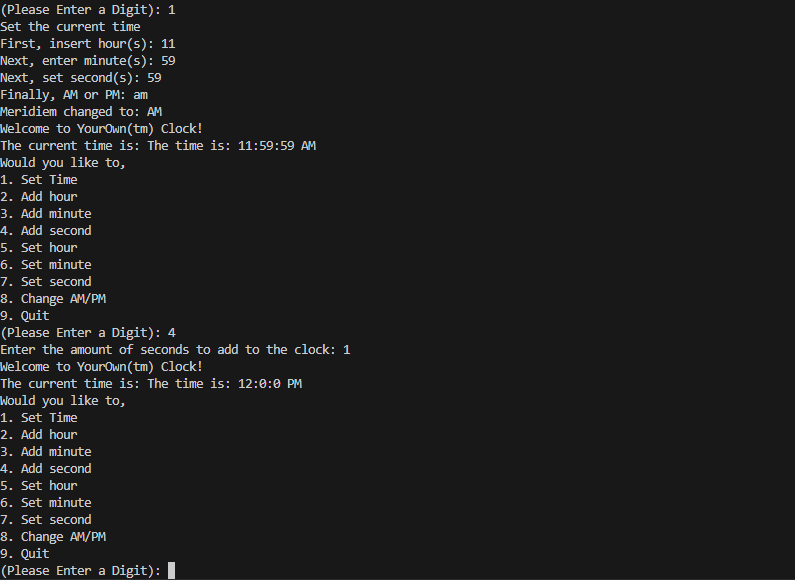 (Please Enter a Digit): 1
Set the current time
First, insert hour(s): 11
Next, enter minute(s): 59
Next, set second(s): 59
Finally, AM or PM: am
Meridiem changed to: AM
Welcome to YourOwn(tm) Clock!
The current time is: The time is: 11:59:59 AM
Would you like to,
1. Set Time
2. Add hour
3. Add minute
4. Add second
5. Set hour
6. Set minute
7. Set second
8. Change AM/PM
9. Quit
(Please Enter a Digit): 4
Enter the amount of seconds to add to the clock: 1
Welcome to YourOwn(tm) Clock!
The current time is: The time is: 12:0:0 PM
Would you like to,
1. Set Time
2. Add hour
3. Add minute
4. Add second
5. Set hour
6. Set minute
7. Set second
8. Change AM/PM
9. Quit
(Please Enter a Digit):